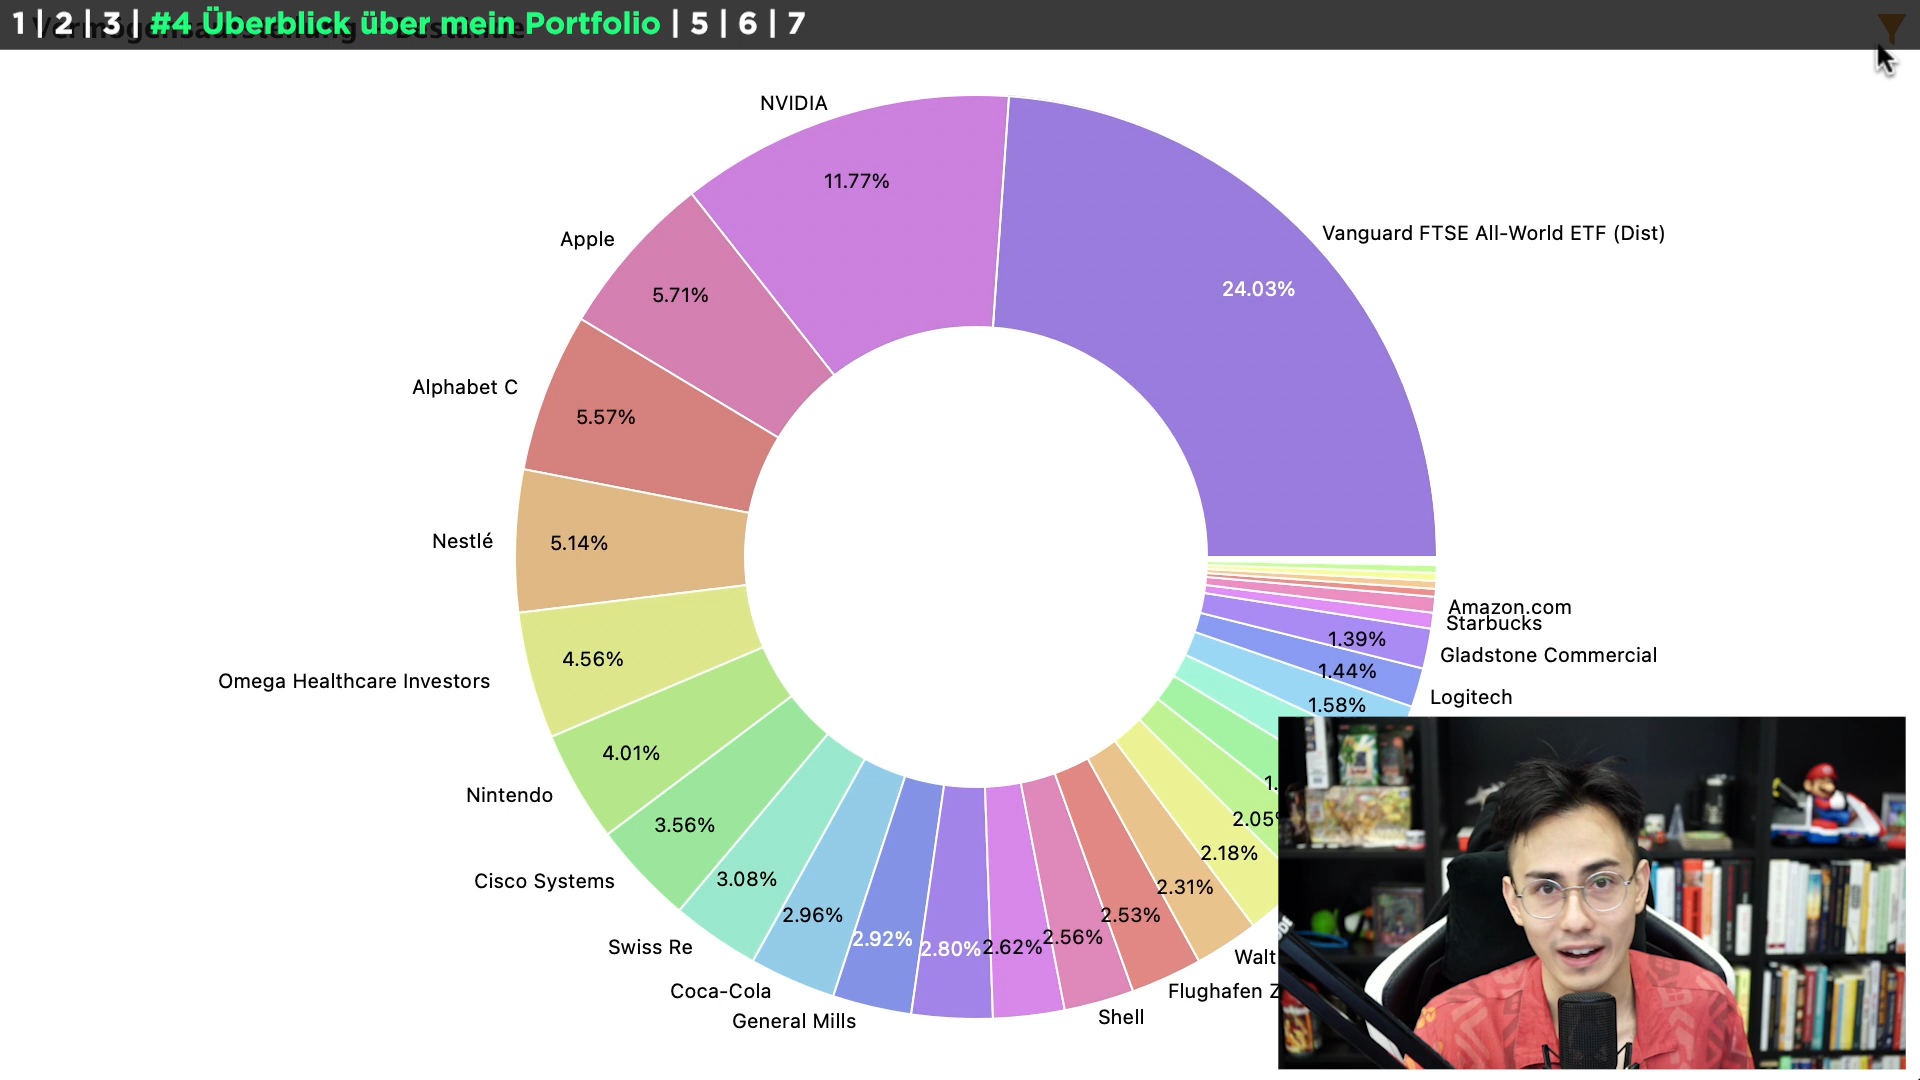 1 | 2 | 3 | #4 Überblick über mein Portfolio | 5 | 6 | 7
NVIDIA
11.77%
Vanguard FTSE All-World ETF (Dist)
24.03%
Apple
5.71%
Alphabet C
5.57%
Nestlé
5.14%
Omega Healthcare Investors
4.56%
Nintendo
4.01%
Cisco Systems
3.56%
Swiss Re
3.08%
Coca-Cola
2.96%
General Mills
2.92%
2.80%
2.62%
Shell
2.56%
Flughafen Z
2.53%
Walt
2.31%
2.18%
2.05%
1.
1.58%
Logitech
1.44%
Gladstone Commercial
1.39%
Starbucks
Amazon.com